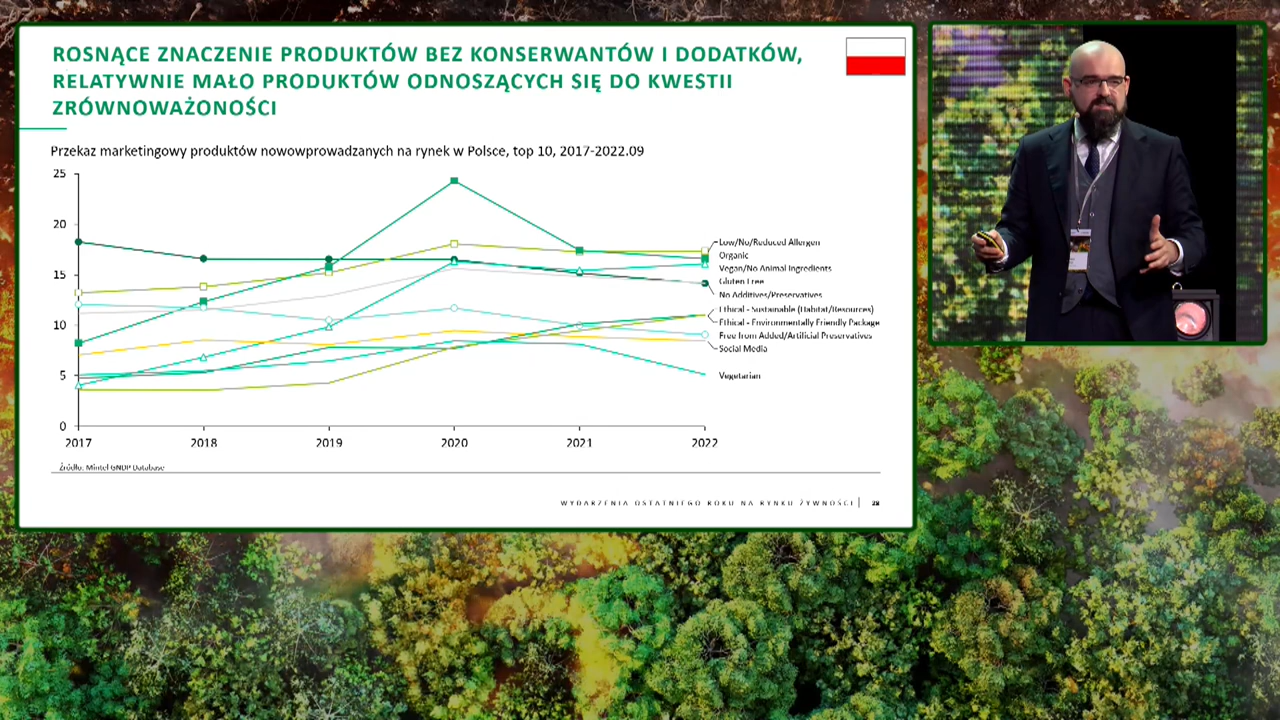 ROSNĄCE ZNACZENIE PRODUKTÓW BEZ KONSERWANTÓW I DODATKÓW,
RELATYWNIE MAŁO PRODUKTÓW ODNOSZĄCYCH SIĘ DO KWESTII
ZRÓWNOWAŻONOŚCI
Przekaz marketingowy produktów nowowprowadzanych na rynek w Polsce, top 10, 2017-2022.09
25
20
15
10
5
0
2017 2018 2019 2020 2021 2022
Low/No/Reduced Allergen
Organic
Vegan/No Animal Ingredients
Gluten Free
No Additives/Preservatives
Ethical - Sustainable (Habitat/Resources)
Ethical - Environmentally Friendly Package
Free from Added/Artificial Preservatives
Social Media
Vegetarian
Źródło: Mintel GNDP Database
WYDARZENIA OSTATNIEGO ROKU NA RYNKU ŻYWNOŚCI | 28